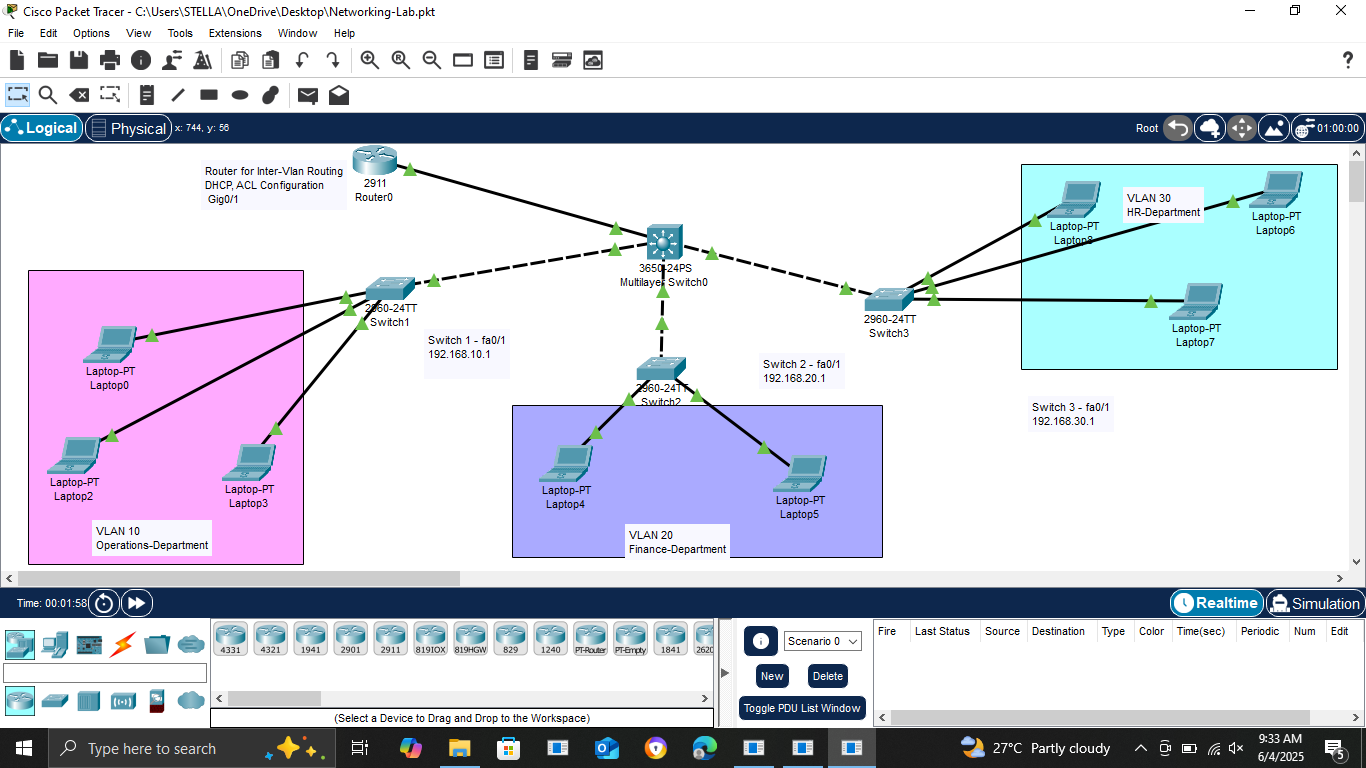 Cisco Packet Tracer - C:\Users\STELLA\OneDrive\Desktop\Networking-Lab.pkt
File Edit Options View Tools Extensions Window Help
?
Logical Physical x: 744, y: 56
Root 01:00:00
Router for Inter-Vlan Routing
DHCP, ACL Configuration
Gig0/1
2911
Router0
3650-24PS
Multilayer Switch0
2960-24TT
Switch1
Switch 1 - fa0/1
192.168.10.1
Laptop-PT
Laptop0
Laptop-PT
Laptop2
Laptop-PT
Laptop3
VLAN 10
Operations-Department
2960-24TT
Switch2
Switch 2 - fa0/1
192.168.20.1
Laptop-PT
Laptop4
Laptop-PT
Laptop5
VLAN 20
Finance-Department
2960-24TT
Switch3
Switch 3 - fa0/1
192.168.30.1
VLAN 30
HR-Department
Laptop-PT
Laptop8
Laptop-PT
Laptop6
Laptop-PT
Laptop7
Time: 00:01:58
Realtime Simulation
4331 4321 1941 2901 2911 819IOX 819HGW 829 1240 PT-Router PT-Empty 1841 2620
(Select a Device to Drag and Drop to the Workspace)
Scenario 0
New Delete
Toggle PDU List Window
Fire Last Status Source Destination Type Color Time(sec) Periodic Num Edit
Type here to search
27°C Partly cloudy
9:33 AM
6/4/2025
5